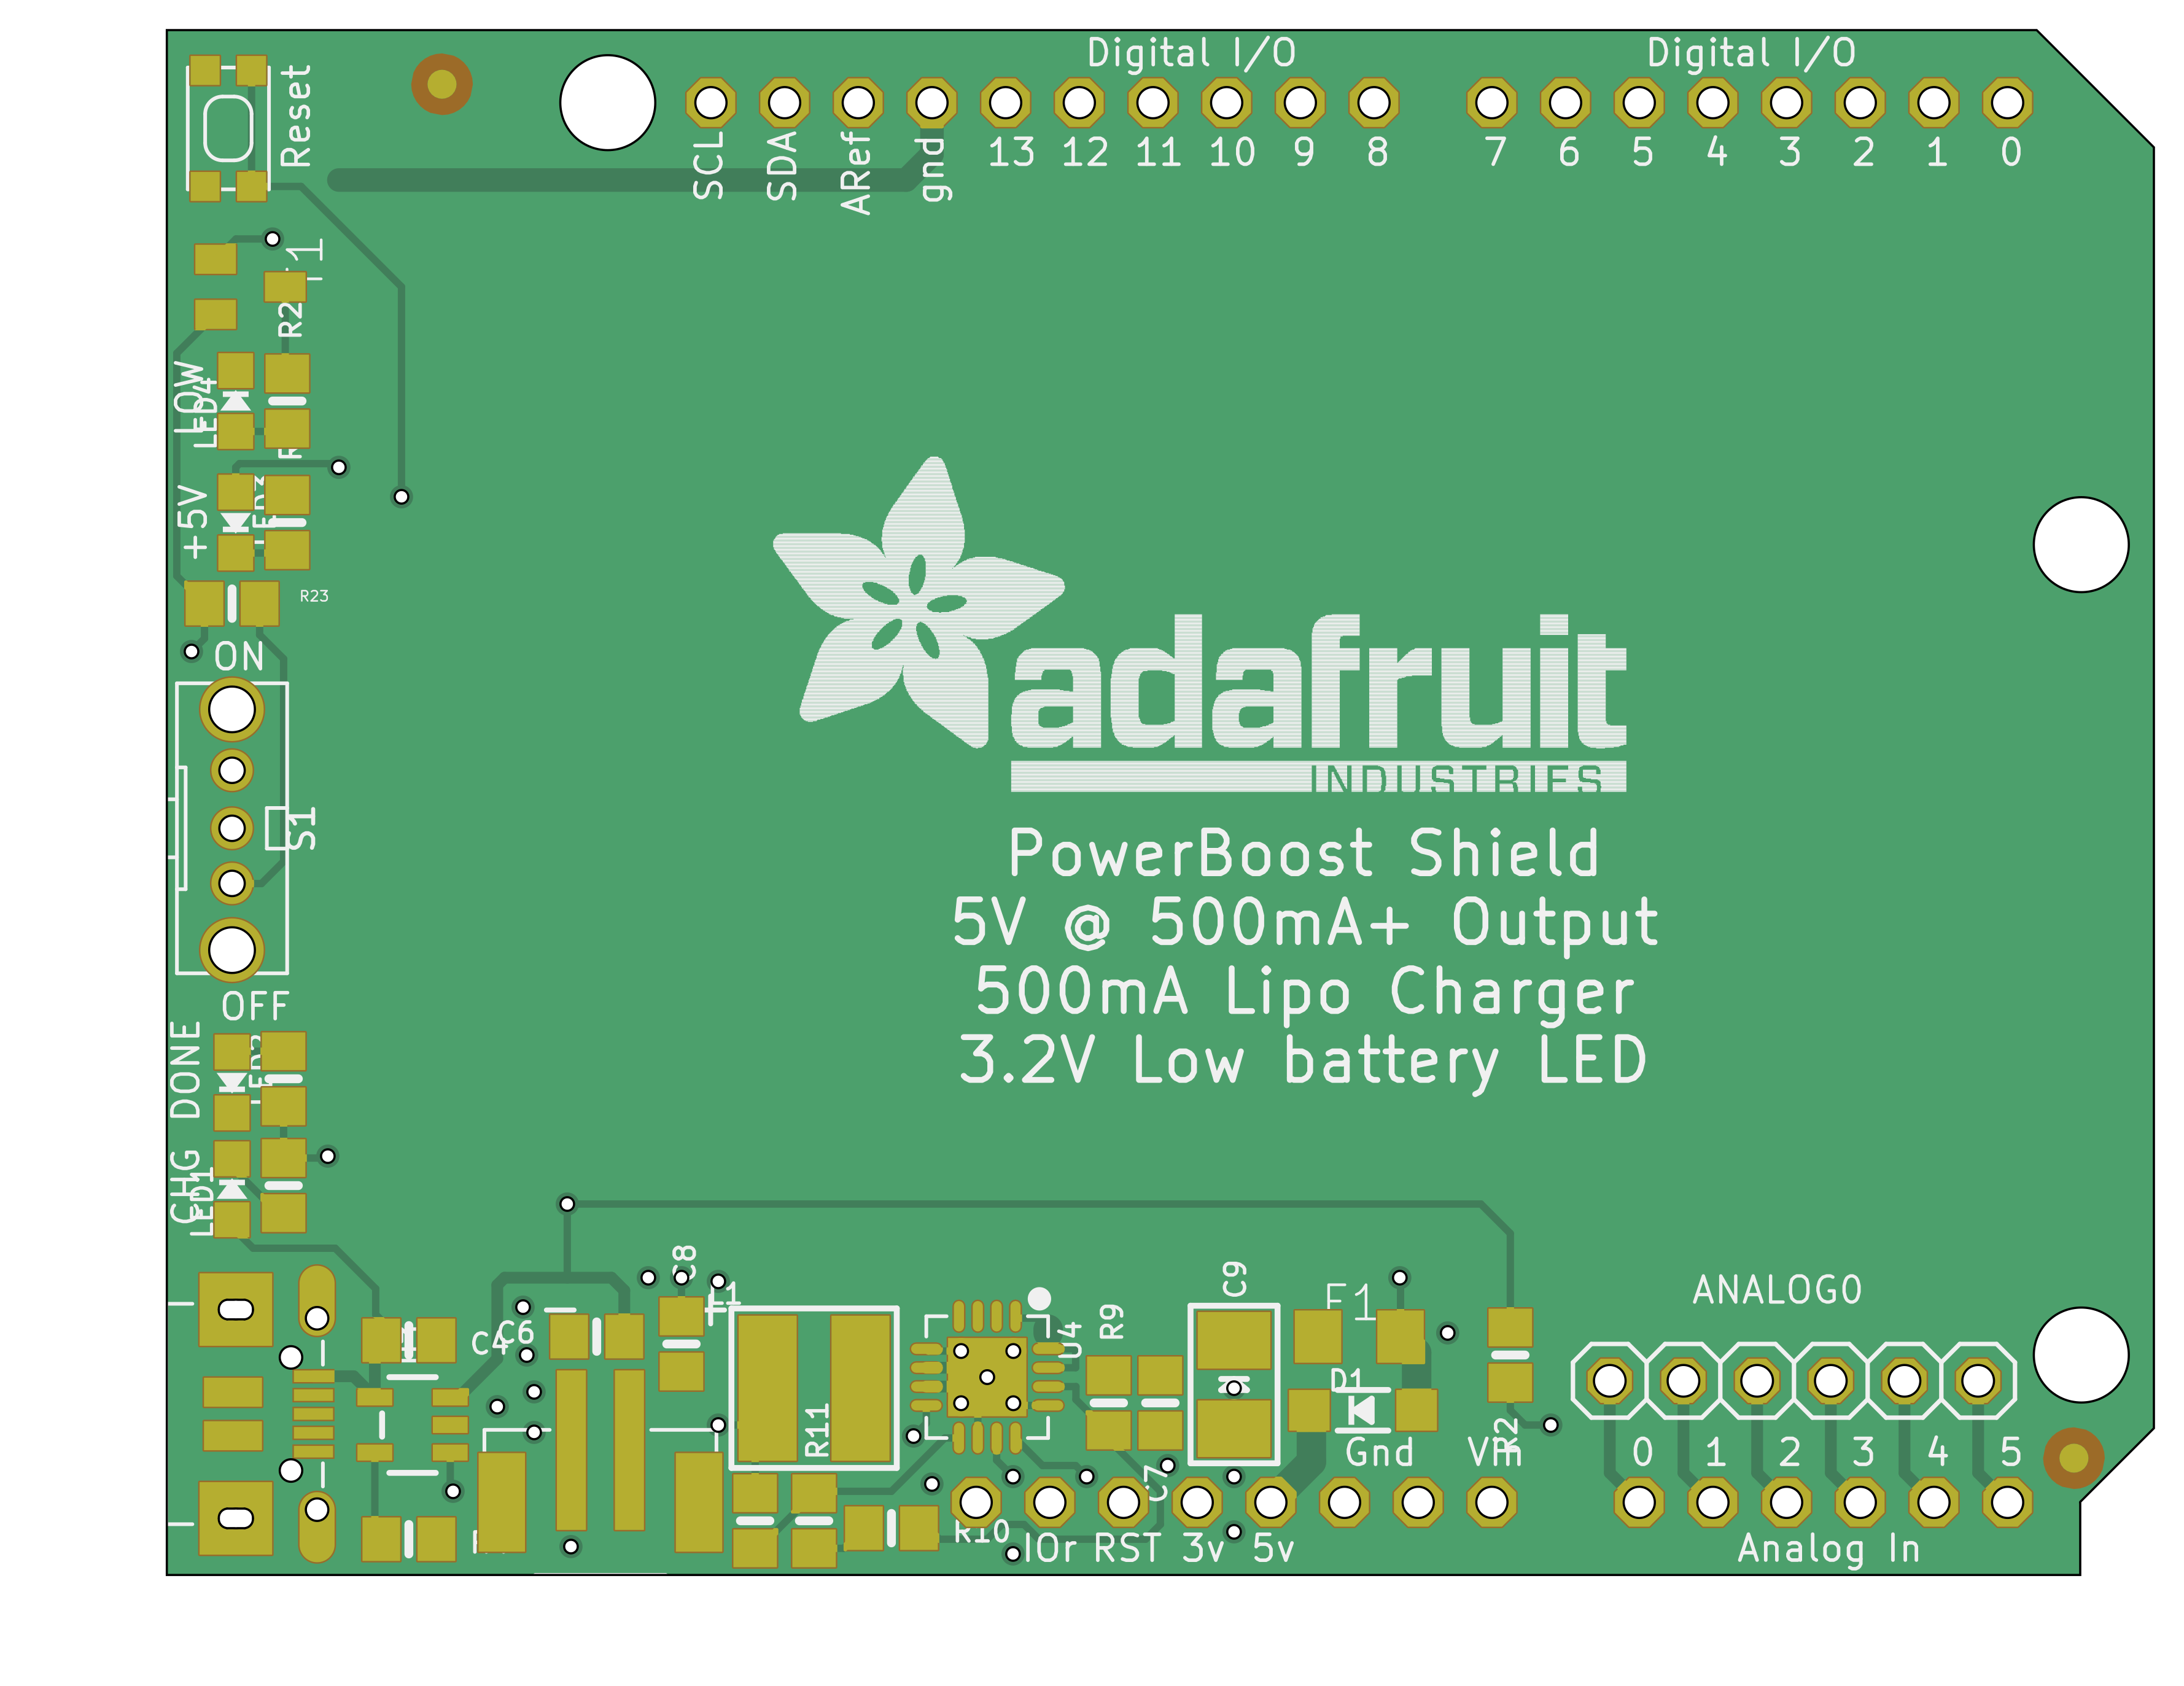 Digital I/O
Digital I/O
Reset
SCL
SDA
ARef
gnd
13 12 11 10 9 8
7 6 5 4 3 2 1 0
R2
LOW
LED4
+5V
R23
ON
S1
OFF
adafruit
INDUSTRIES
PowerBoost Shield
5V @ 500mA+ Output
500mA Lipo Charger
3.2V Low battery LED
DONE
CHG
LED1
C8
C9
F1
ANALOG0
C4
C6
U4
R9
D1
R11
R2
C7
Gnd
Vin
0 1 2 3 4 5
R10
IOr RST 3v 5v
Analog In